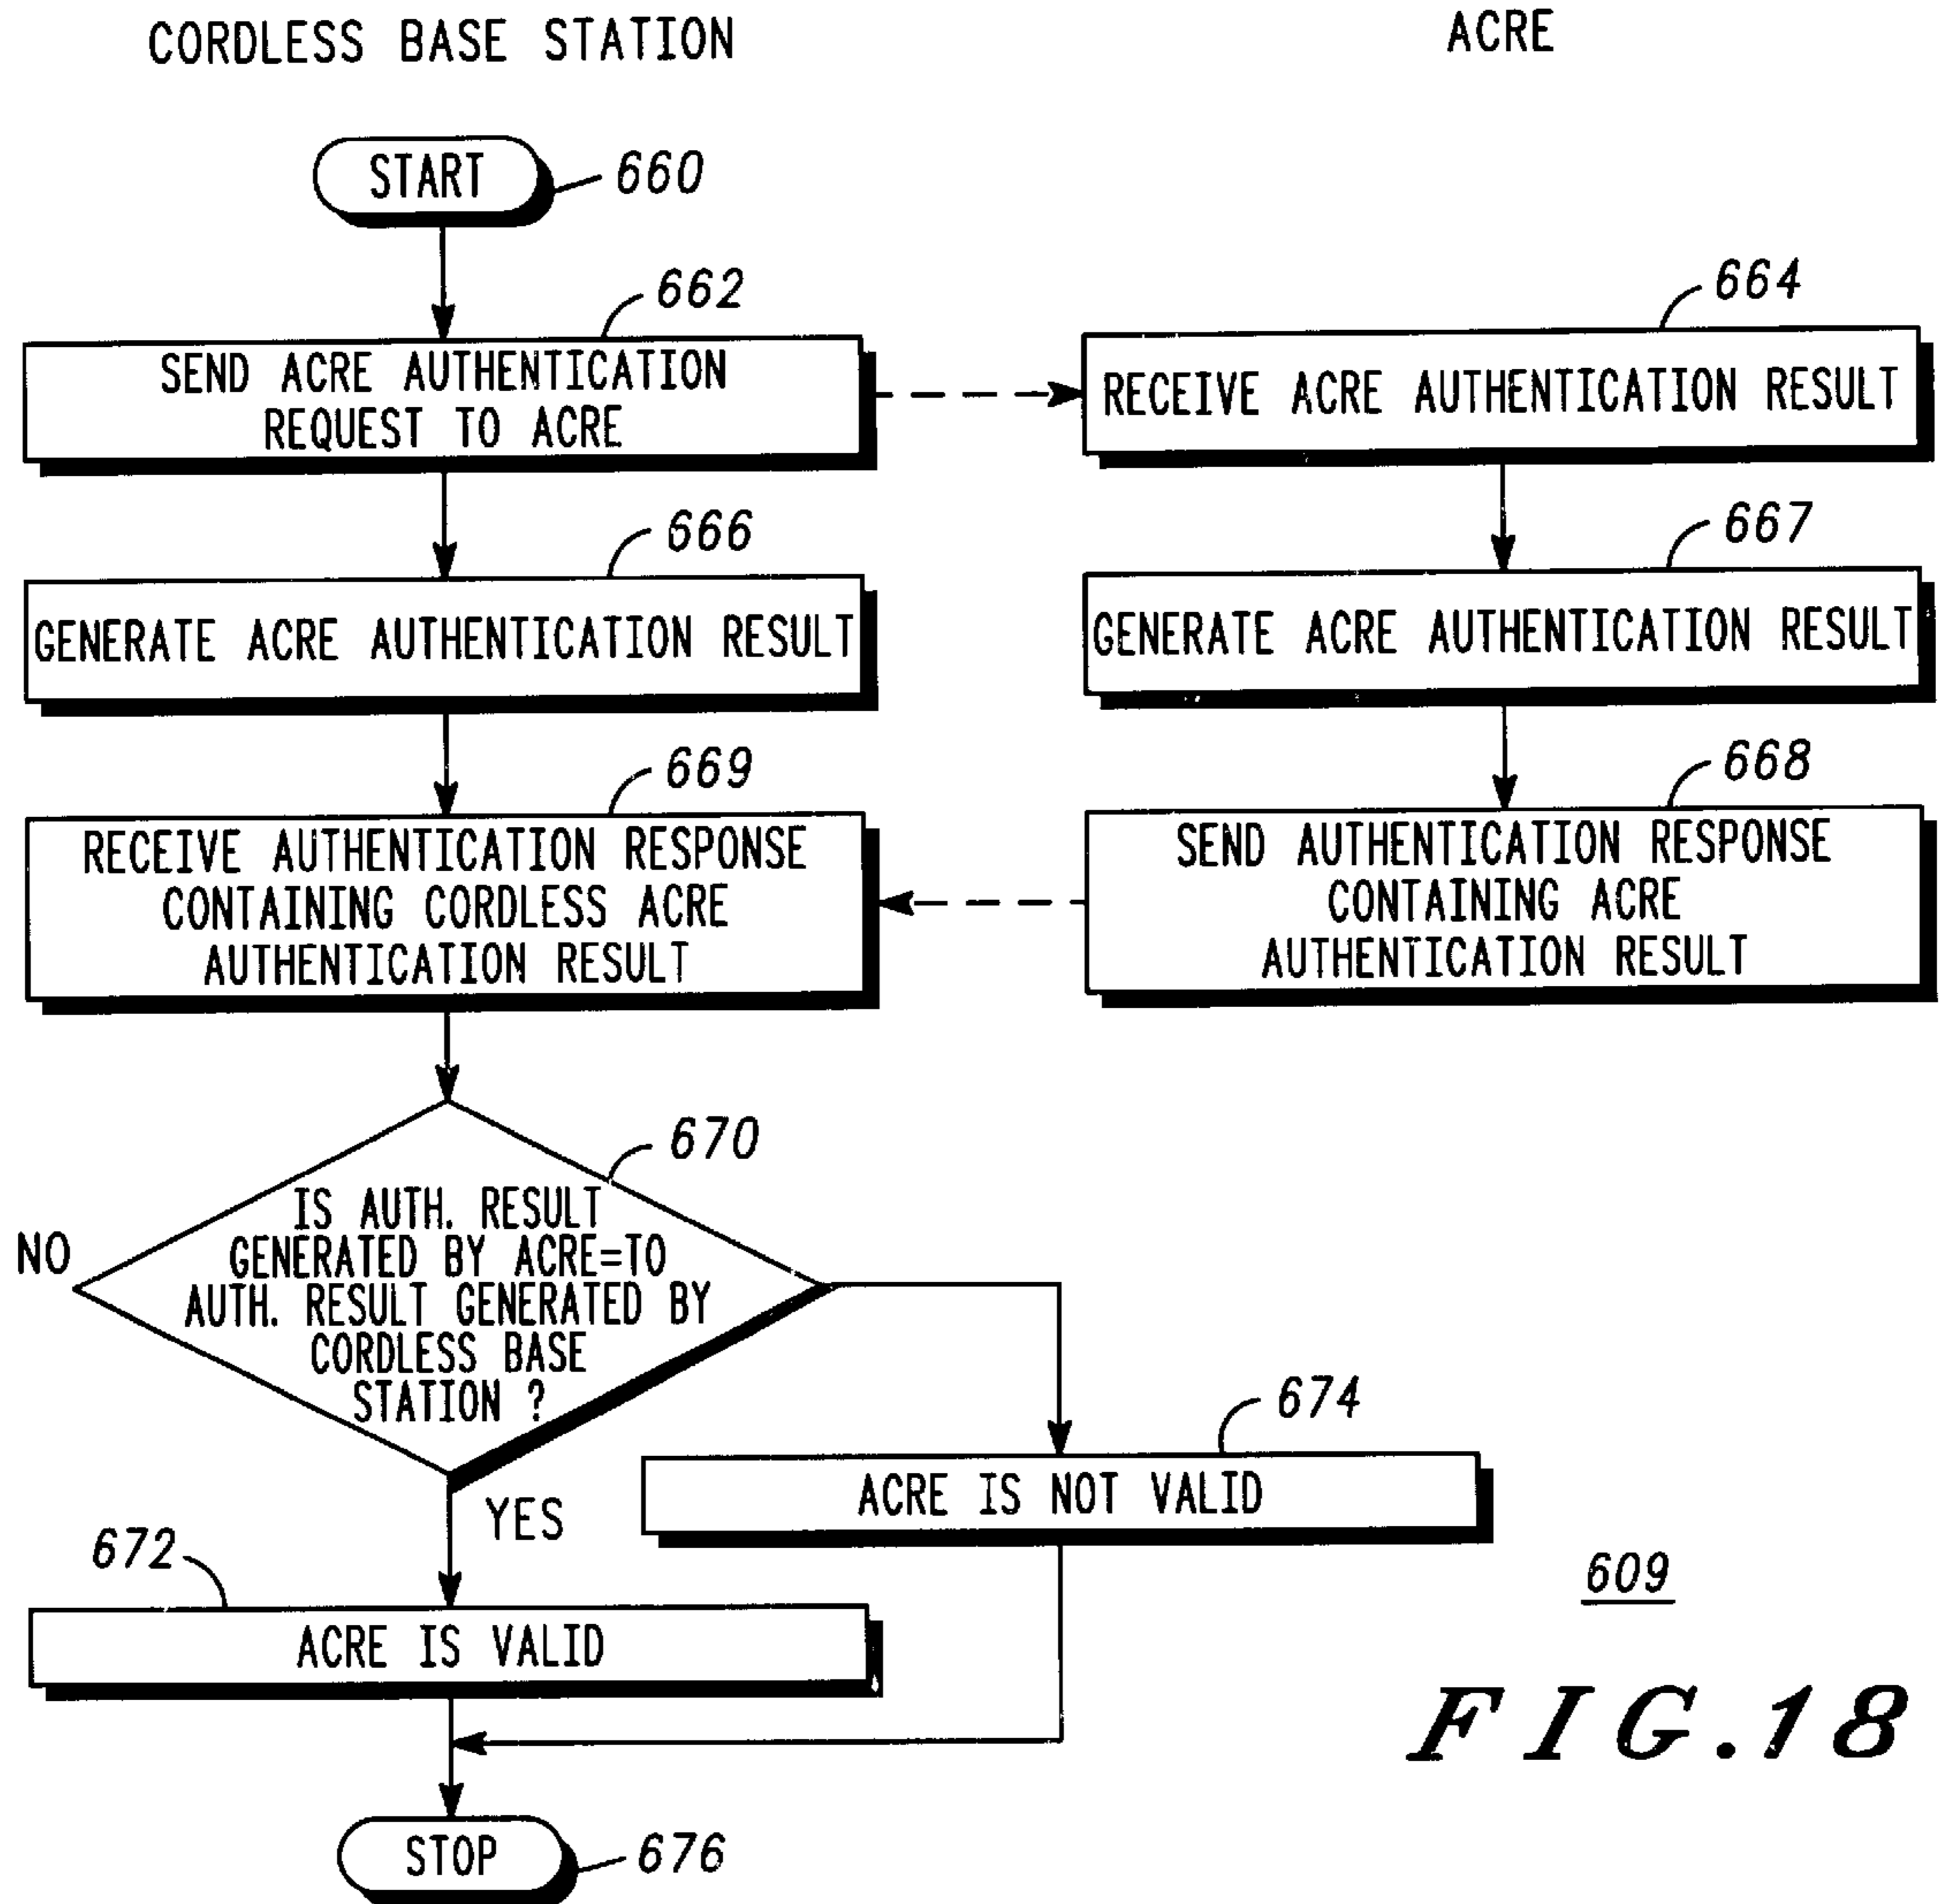 CORDLESS BASE STATION
ACRE
START
660
662
SEND ACRE AUTHENTICATION
REQUEST TO ACRE
664
RECEIVE ACRE AUTHENTICATION RESULT
666
GENERATE ACRE AUTHENTICATION RESULT
667
GENERATE ACRE AUTHENTICATION RESULT
669
RECEIVE AUTHENTICATION RESPONSE
CONTAINING CORDLESS ACRE
AUTHENTICATION RESULT
668
SEND AUTHENTICATION RESPONSE
CONTAINING ACRE
AUTHENTICATION RESULT
670
IS AUTH. RESULT
GENERATED BY ACRE=TO
AUTH. RESULT GENERATED BY
CORDLESS BASE
STATION ?
NO
YES
674
ACRE IS NOT VALID
672
ACRE IS VALID
609
STOP
676
FIG.18